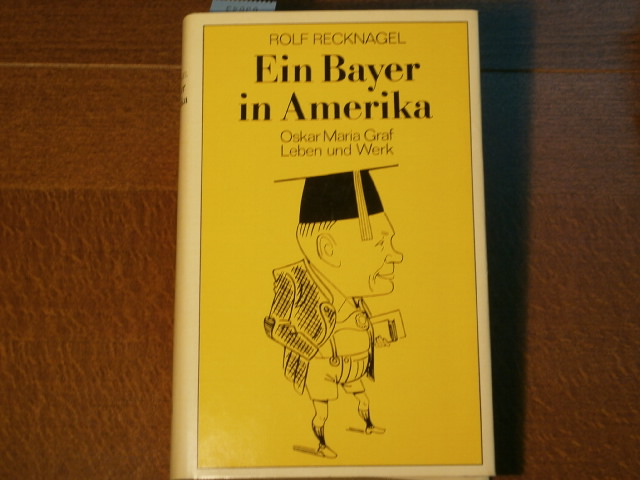 ROLF RECKNAGEL
Ein Bayer
in Amerika
Oskar Maria Graf
Leben und Werk